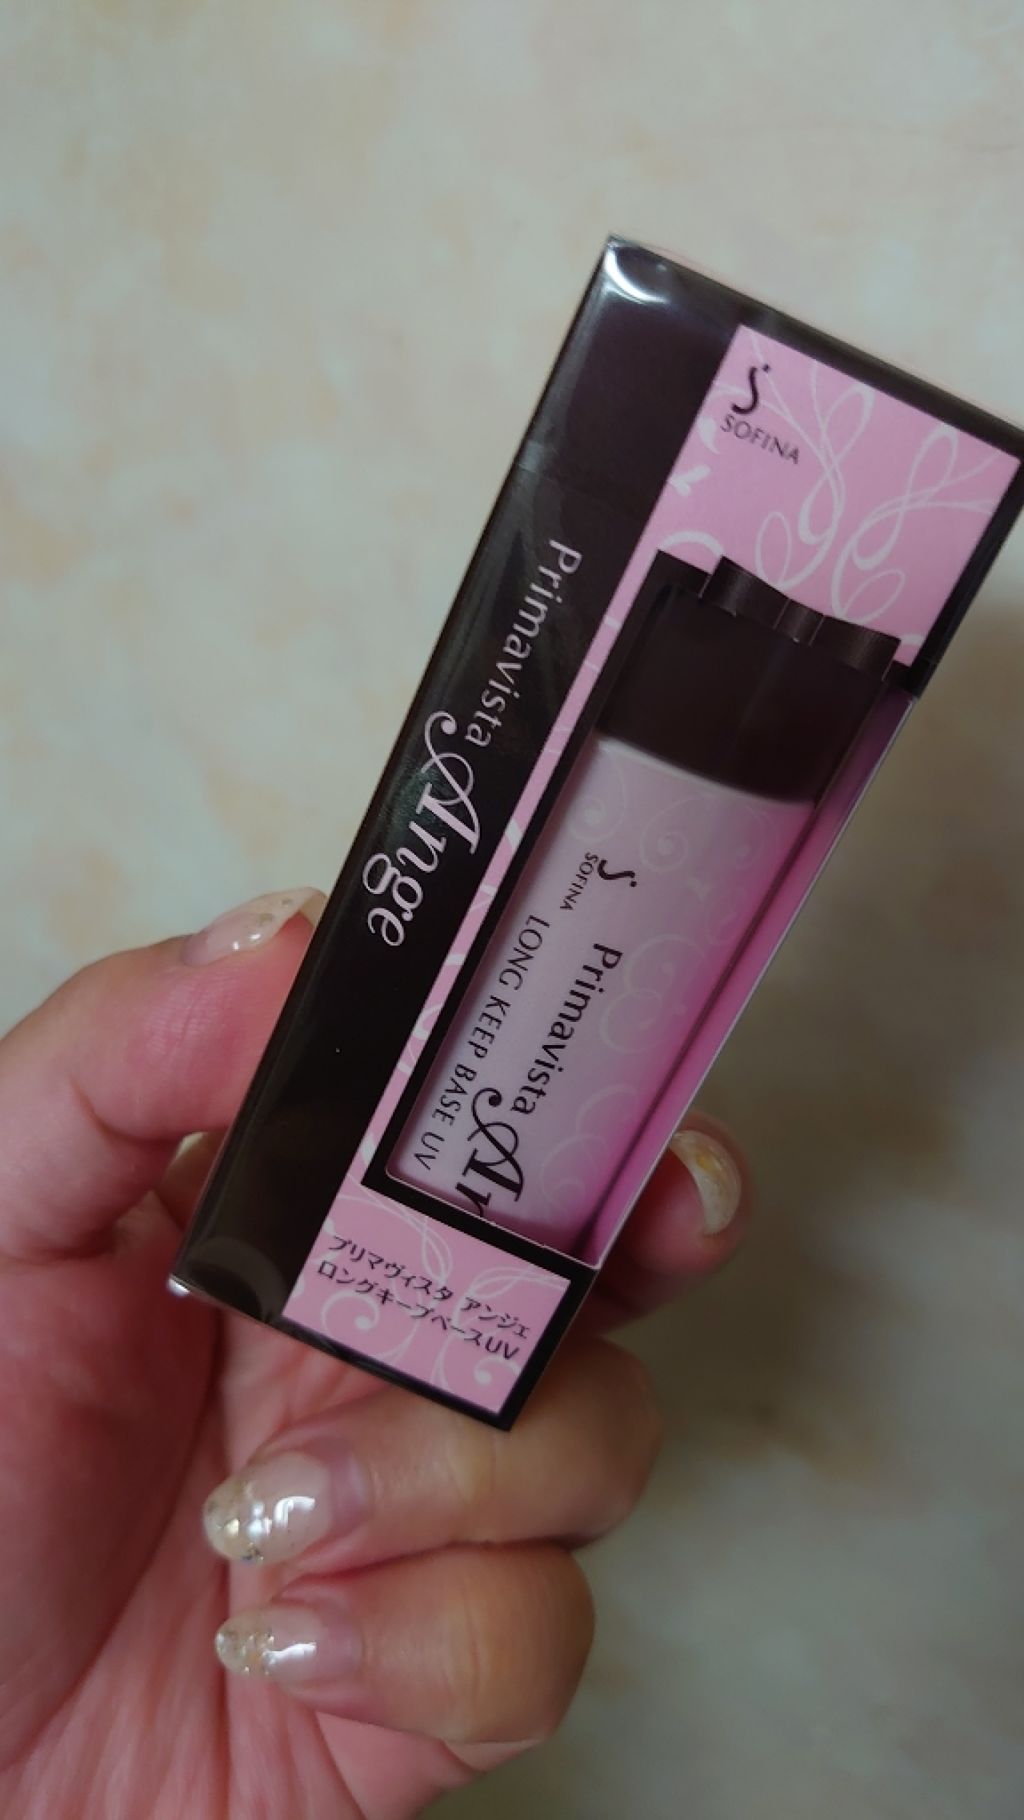 SOFINA
Primavista Ange
SOFINA
Primavista
LONG KEEP BASE UV
プリマヴィスタ アンジェ
ロングキープベースUV